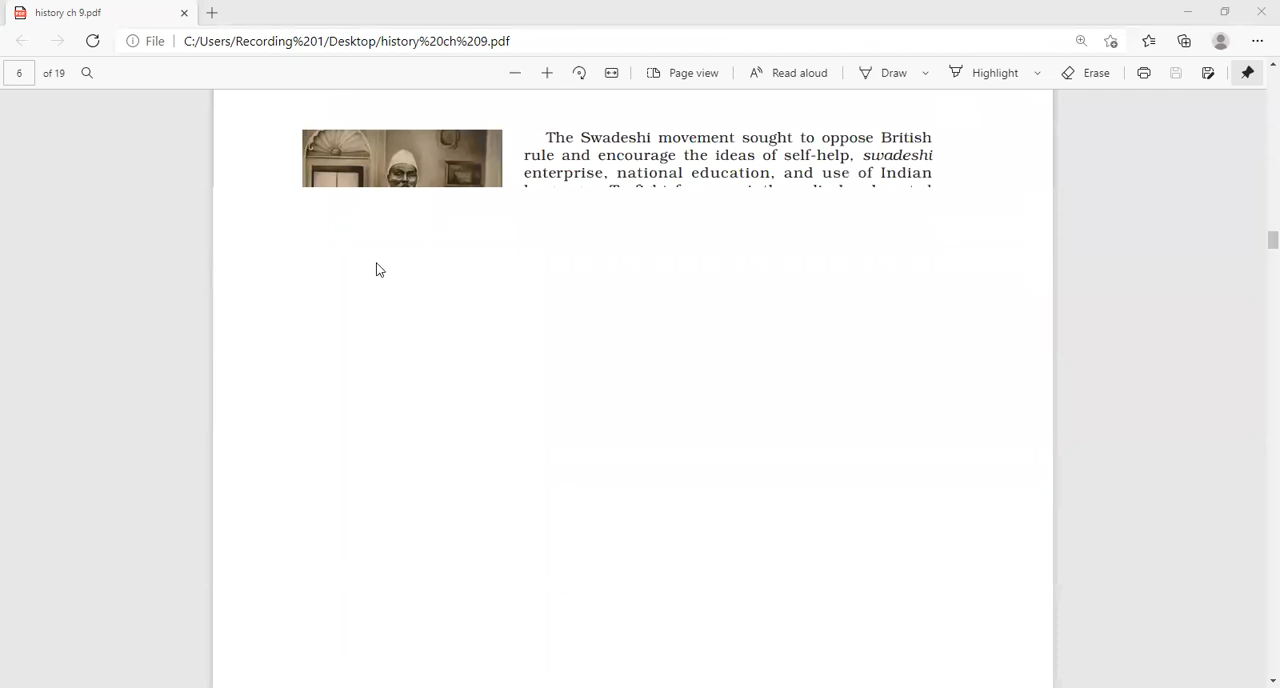 history ch 9.pdf
File
C:/Users/Recording%201/Desktop/history%20ch%209.pdf
6
of 19
Page view
Read aloud
Draw
Highlight
Erase
The Swadeshi movement sought to oppose British
rule and encourage the ideas of self-help, swadeshi
enterprise, national education, and use of Indian